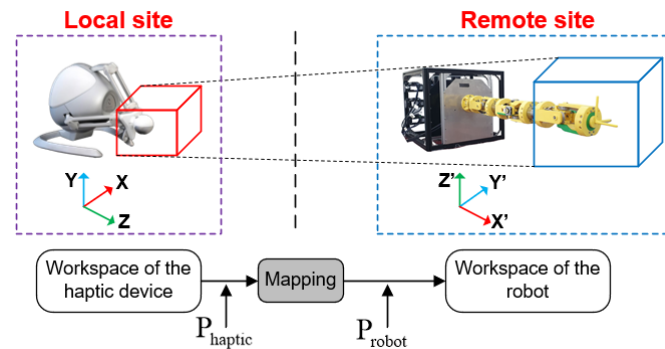 Local site
Remote site
Y
X
Z
Z'
Y'
X'
Workspace of the
haptic device
Mapping
Workspace of the
robot
P_haptic
P_robot